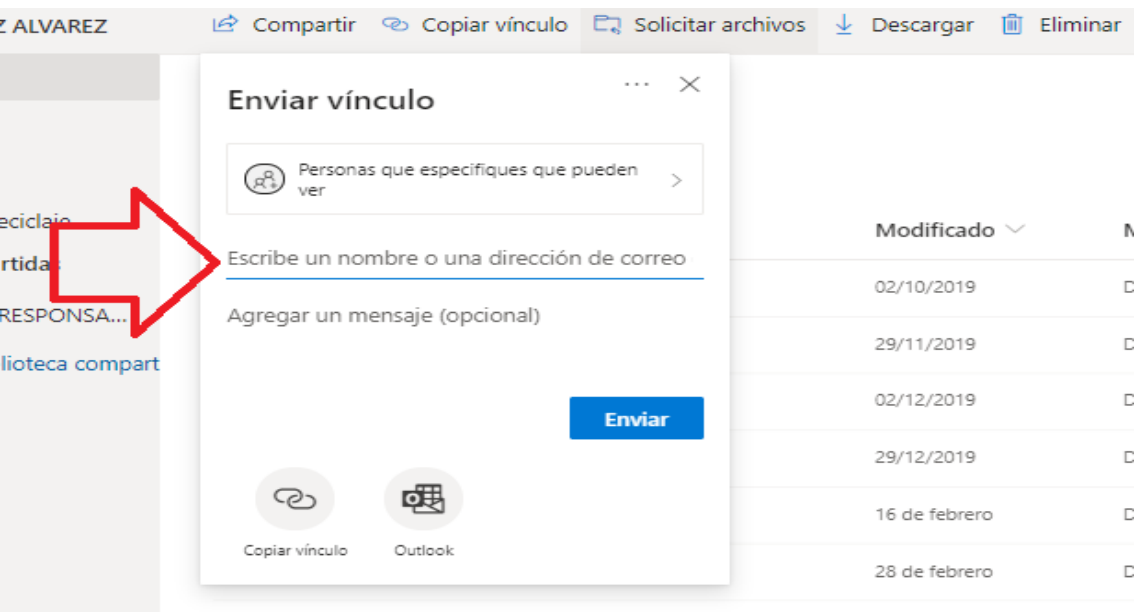 Z ALVAREZ
Compartir Copiar vínculo Solicitar archivos Descargar Eliminar
Enviar vínculo
Personas que especifiques que pueden
ver
Escribe un nombre o una dirección de correo
Agregar un mensaje (opcional)
Enviar
Copiar vínculo Outlook
eciclaje
rtidas
RESPONSA...
lioteca compart
Modificado M
02/10/2019 D
29/11/2019 D
02/12/2019 D
29/12/2019 D
16 de febrero D
28 de febrero D